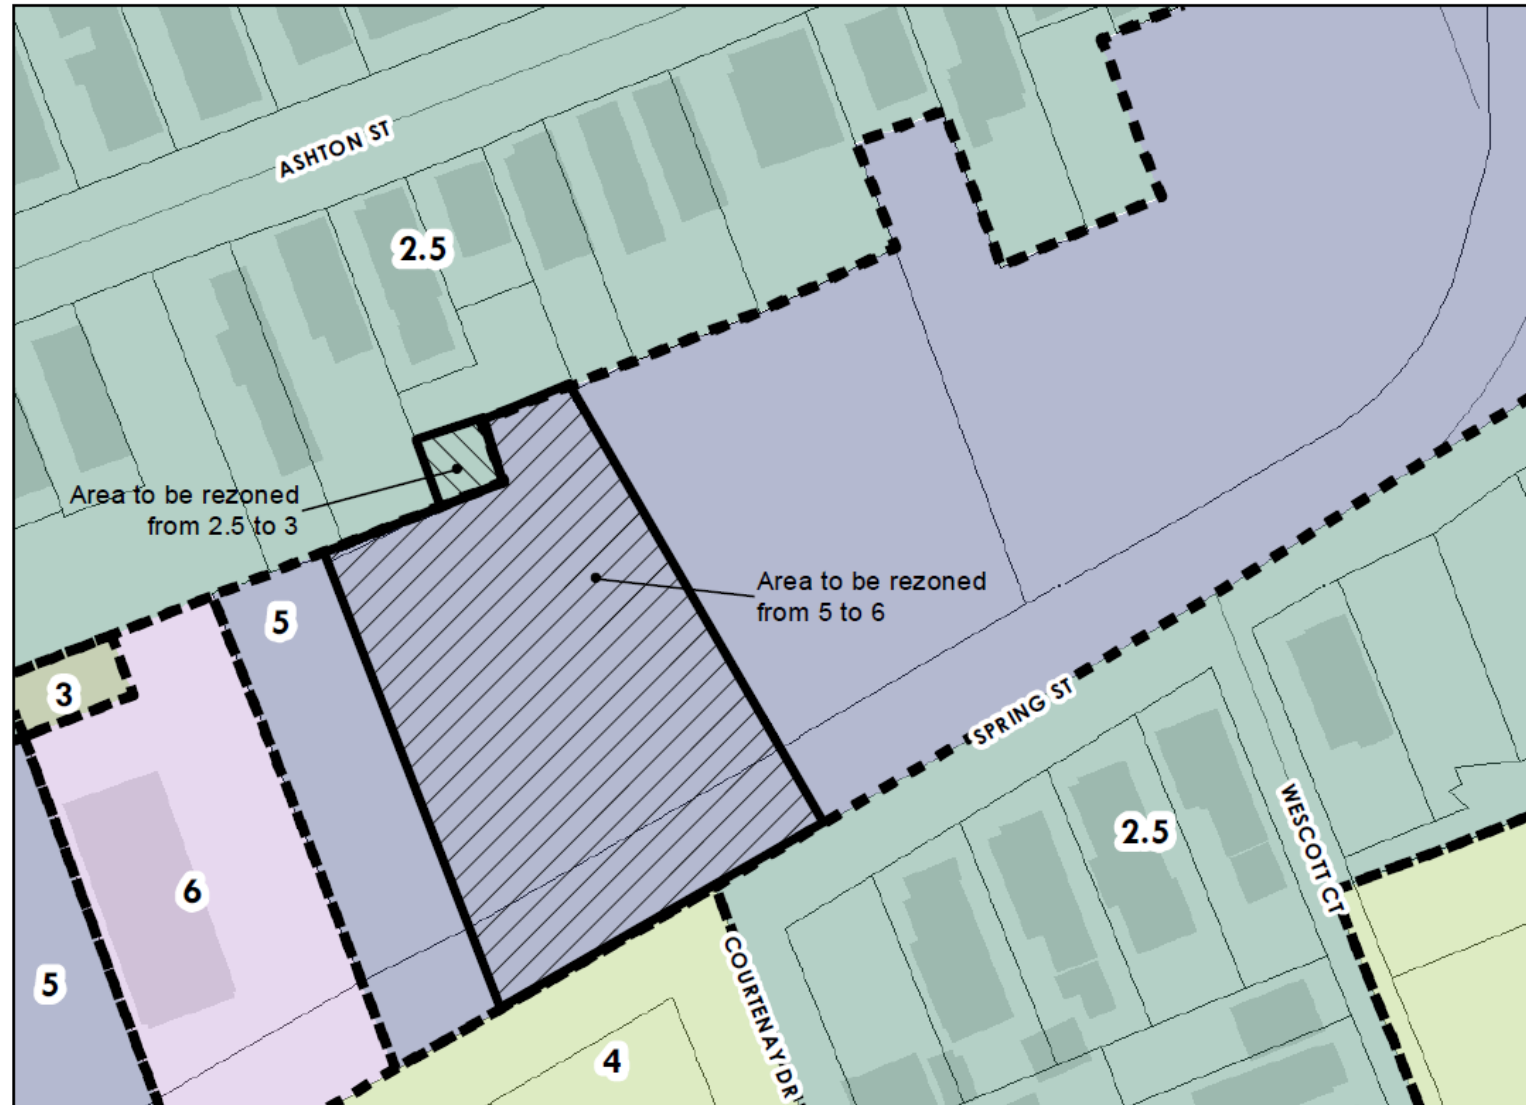 ASHTON ST
2.5
Area to be rezoned
from 2.5 to 3
Area to be rezoned
from 5 to 6
5
3
SPRING ST
6
2.5
WESCOTT CT
5
COURTENAY DR
4